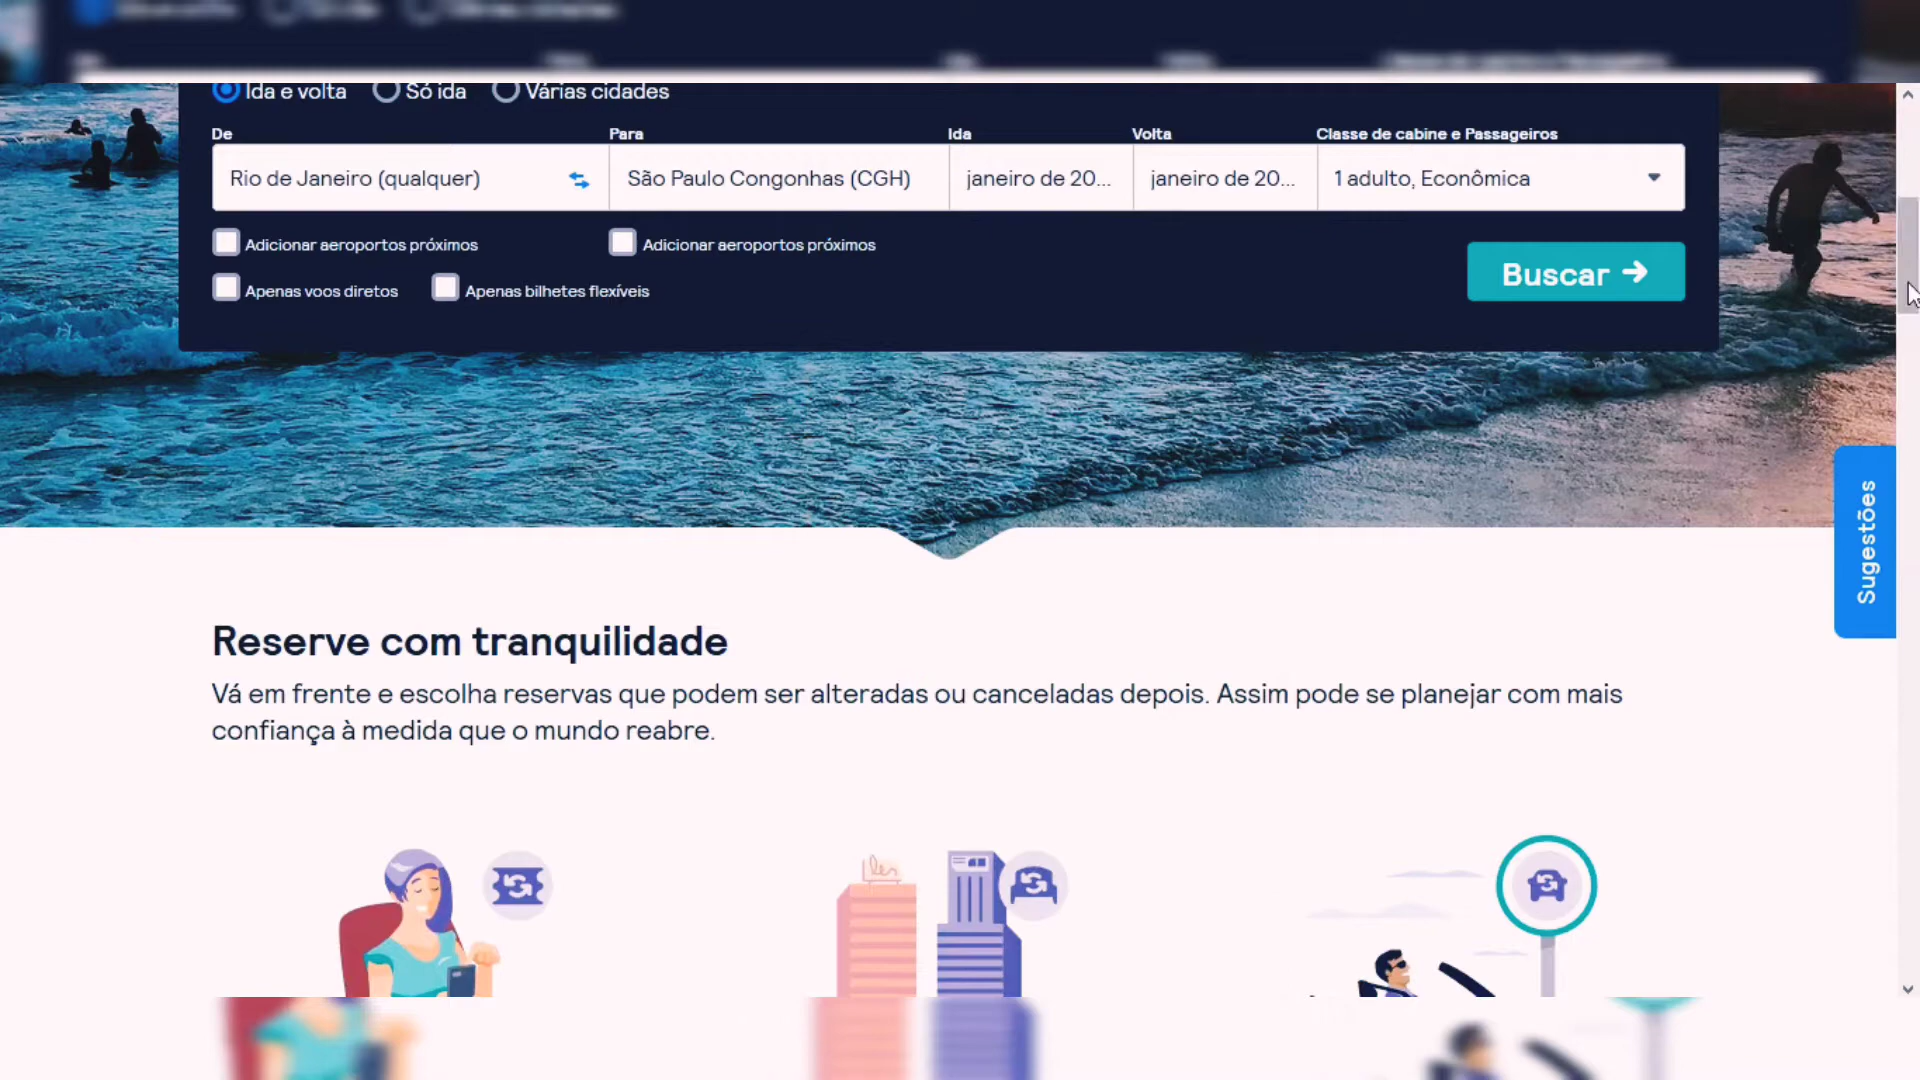 Ida e volta Só ida Várias cidades
De Para Ida Volta Classe de cabine e Passageiros
Rio de Janeiro (qualquer) São Paulo Congonhas (CGH) janeiro de 20... janeiro de 20... 1 adulto, Econômica
Adicionar aeroportos próximos Adicionar aeroportos próximos
Apenas voos diretos Apenas bilhetes flexíveis
Buscar
Sugestões
Reserve com tranquilidade
Vá em frente e escolha reservas que podem ser alteradas ou canceladas depois. Assim pode se planejar com mais
confiança à medida que o mundo reabre.